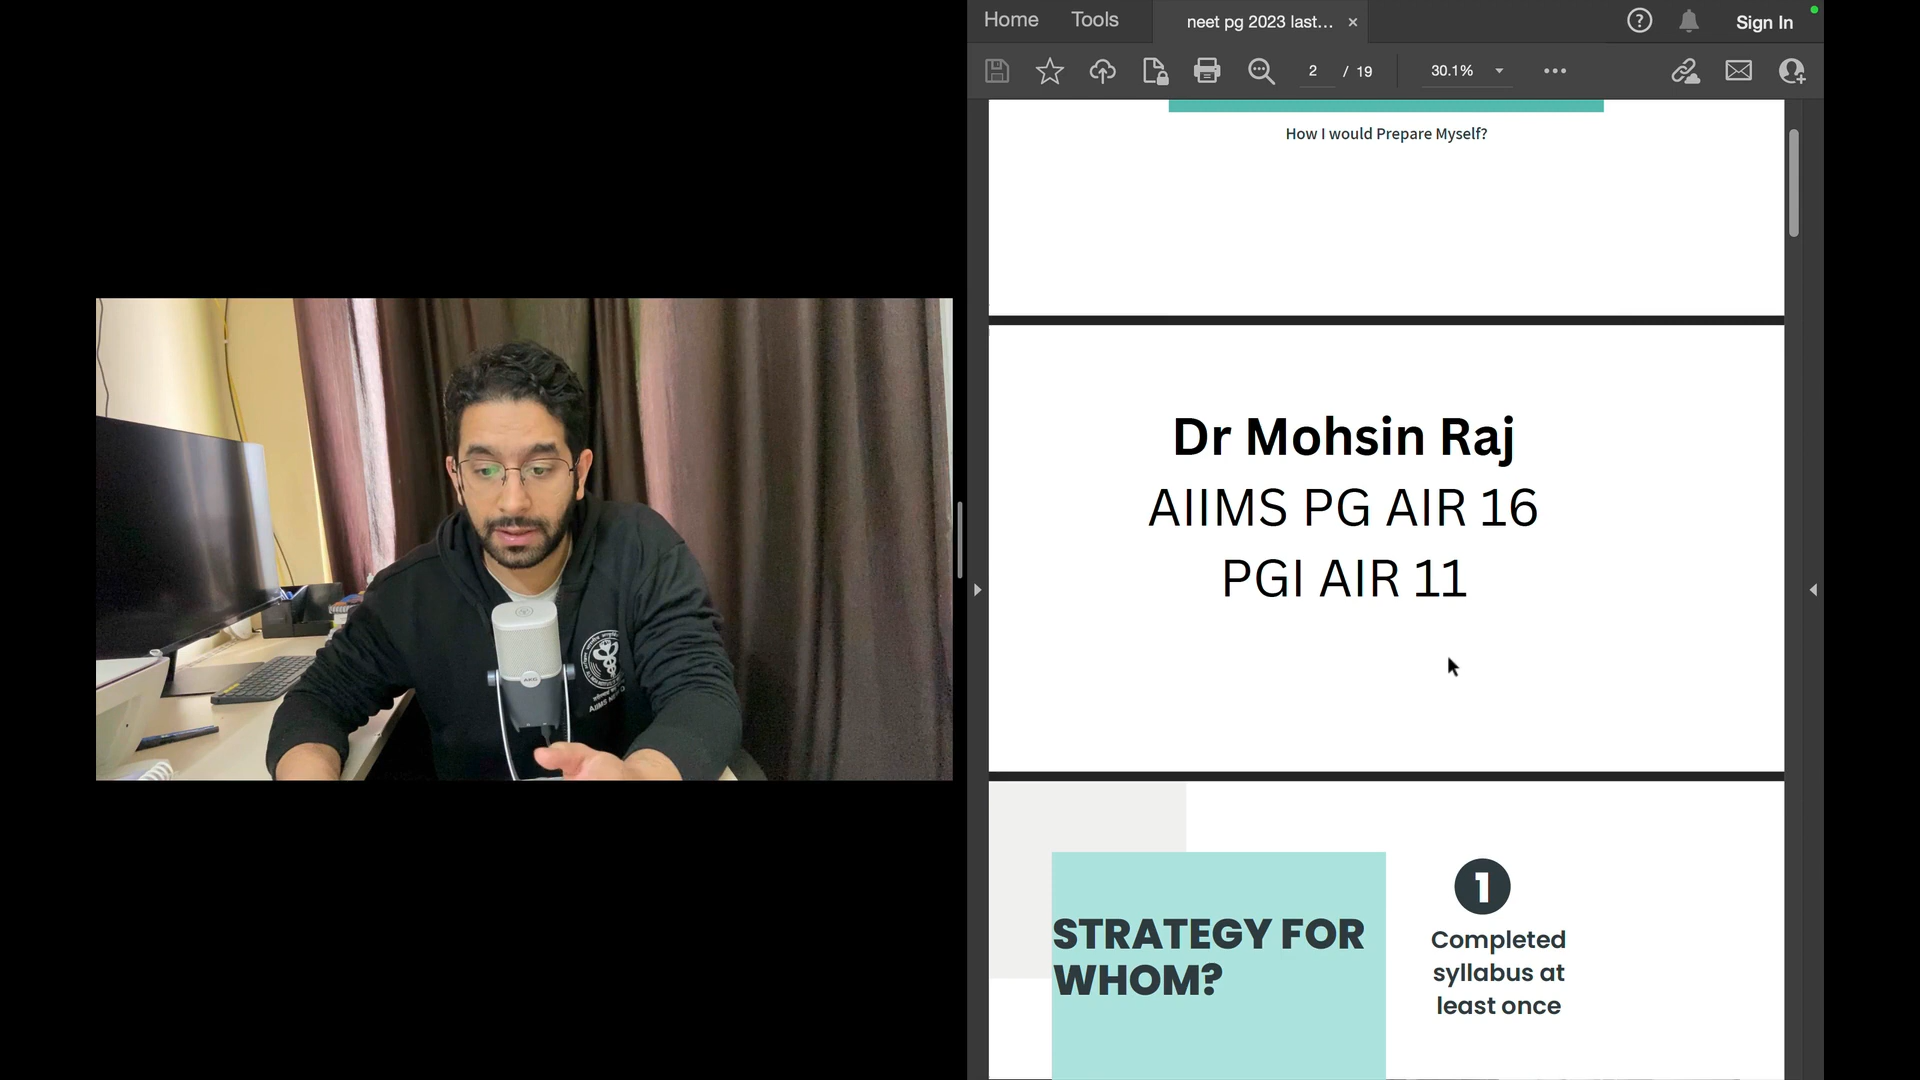 Home
Tools
neet pg 2023 last...
Sign In
2
/ 19
30.1%
How I would Prepare Myself?
Dr Mohsin Raj
AIIMS PG AIR 16
PGI AIR 11
STRATEGY FOR
WHOM?
1
Completed
syllabus at
least once
AKG